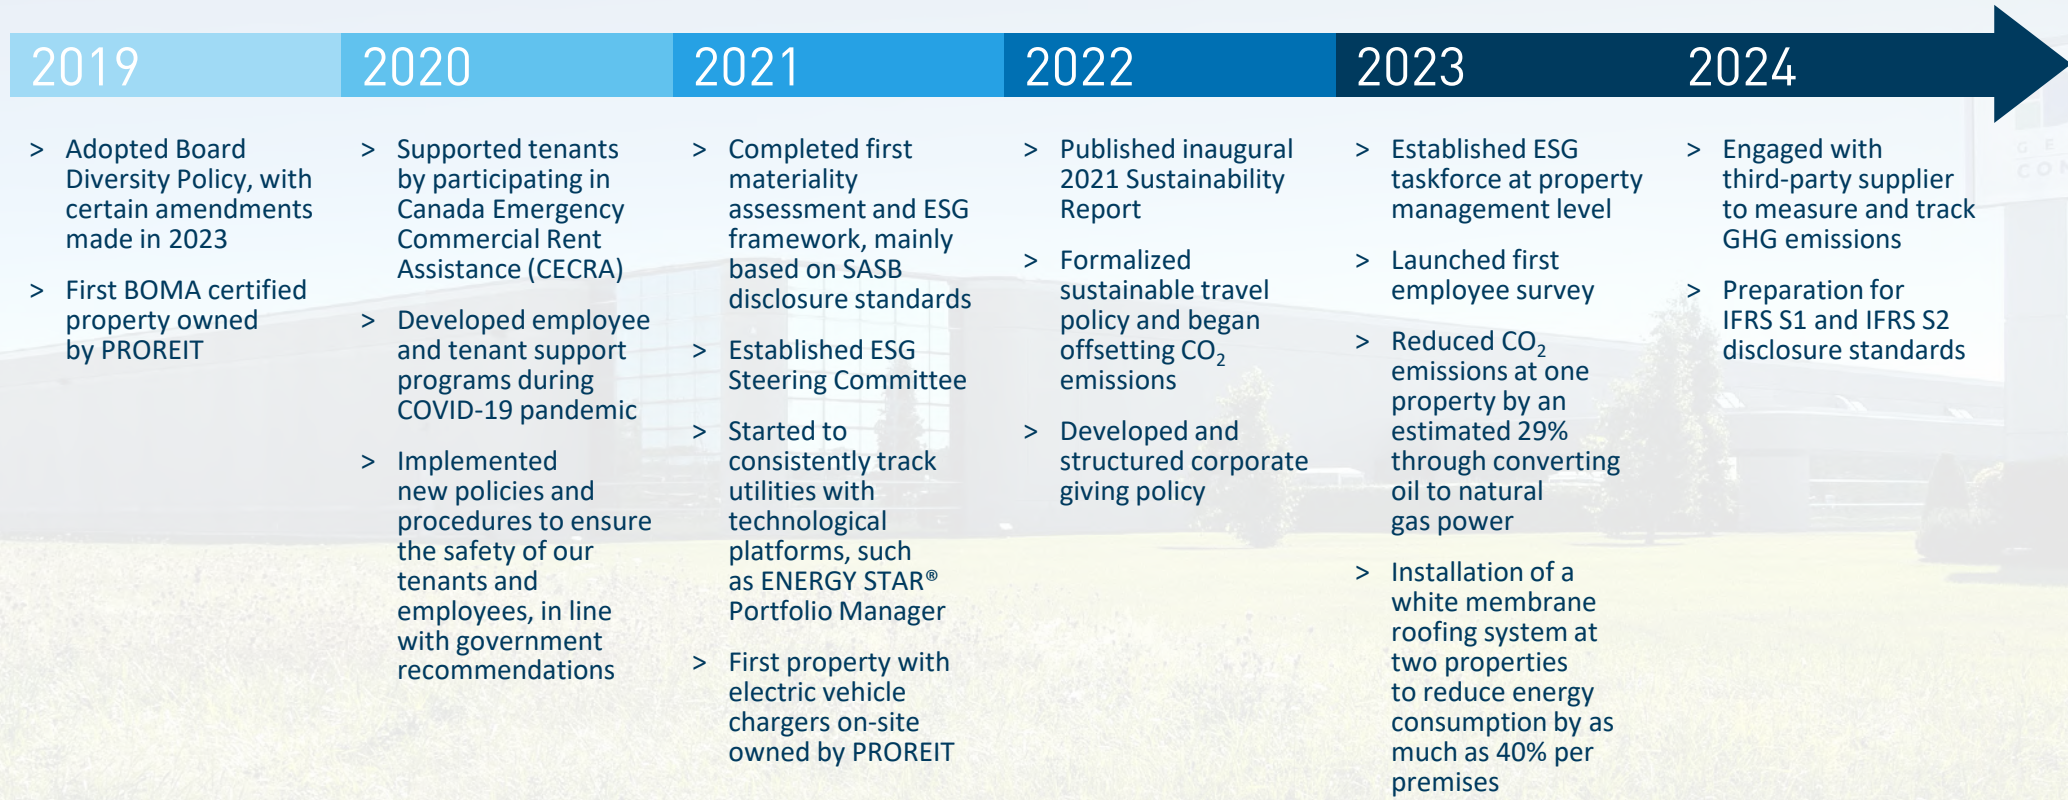 2019
> Adopted Board
Diversity Policy, with
certain amendments
made in 2023
> First BOMA certified
property owned
by PROREIT
2020
> Supported tenants
by participating in
Canada Emergency
Commercial Rent
Assistance (CECRA)
> Developed employee
and tenant support
programs during
COVID-19 pandemic
> Implemented
new policies and
procedures to ensure
the safety of our
tenants and
employees, in line
with government
recommendations
2021
> Completed first
materiality
assessment and ESG
framework, mainly
based on SASB
disclosure standards
> Established ESG
Steering Committee
> Started to
consistently track
utilities with
technological
platforms, such
as ENERGY STAR®
Portfolio Manager
> First property with
electric vehicle
chargers on-site
owned by PROREIT
2022
> Published inaugural
2021 Sustainability
Report
> Formalized
sustainable travel
policy and began
offsetting CO₂
emissions
> Developed and
structured corporate
giving policy
2023
> Established ESG
taskforce at property
management level
> Launched first
employee survey
> Reduced CO₂
emissions at one
property by an
estimated 29%
through converting
oil to natural
gas power
> Installation of a
white membrane
roofing system at
two properties
to reduce energy
consumption by as
much as 40% per
premises
2024
> Engaged with
third-party supplier
to measure and track
GHG emissions
> Preparation for
IFRS S1 and IFRS S2
disclosure standards